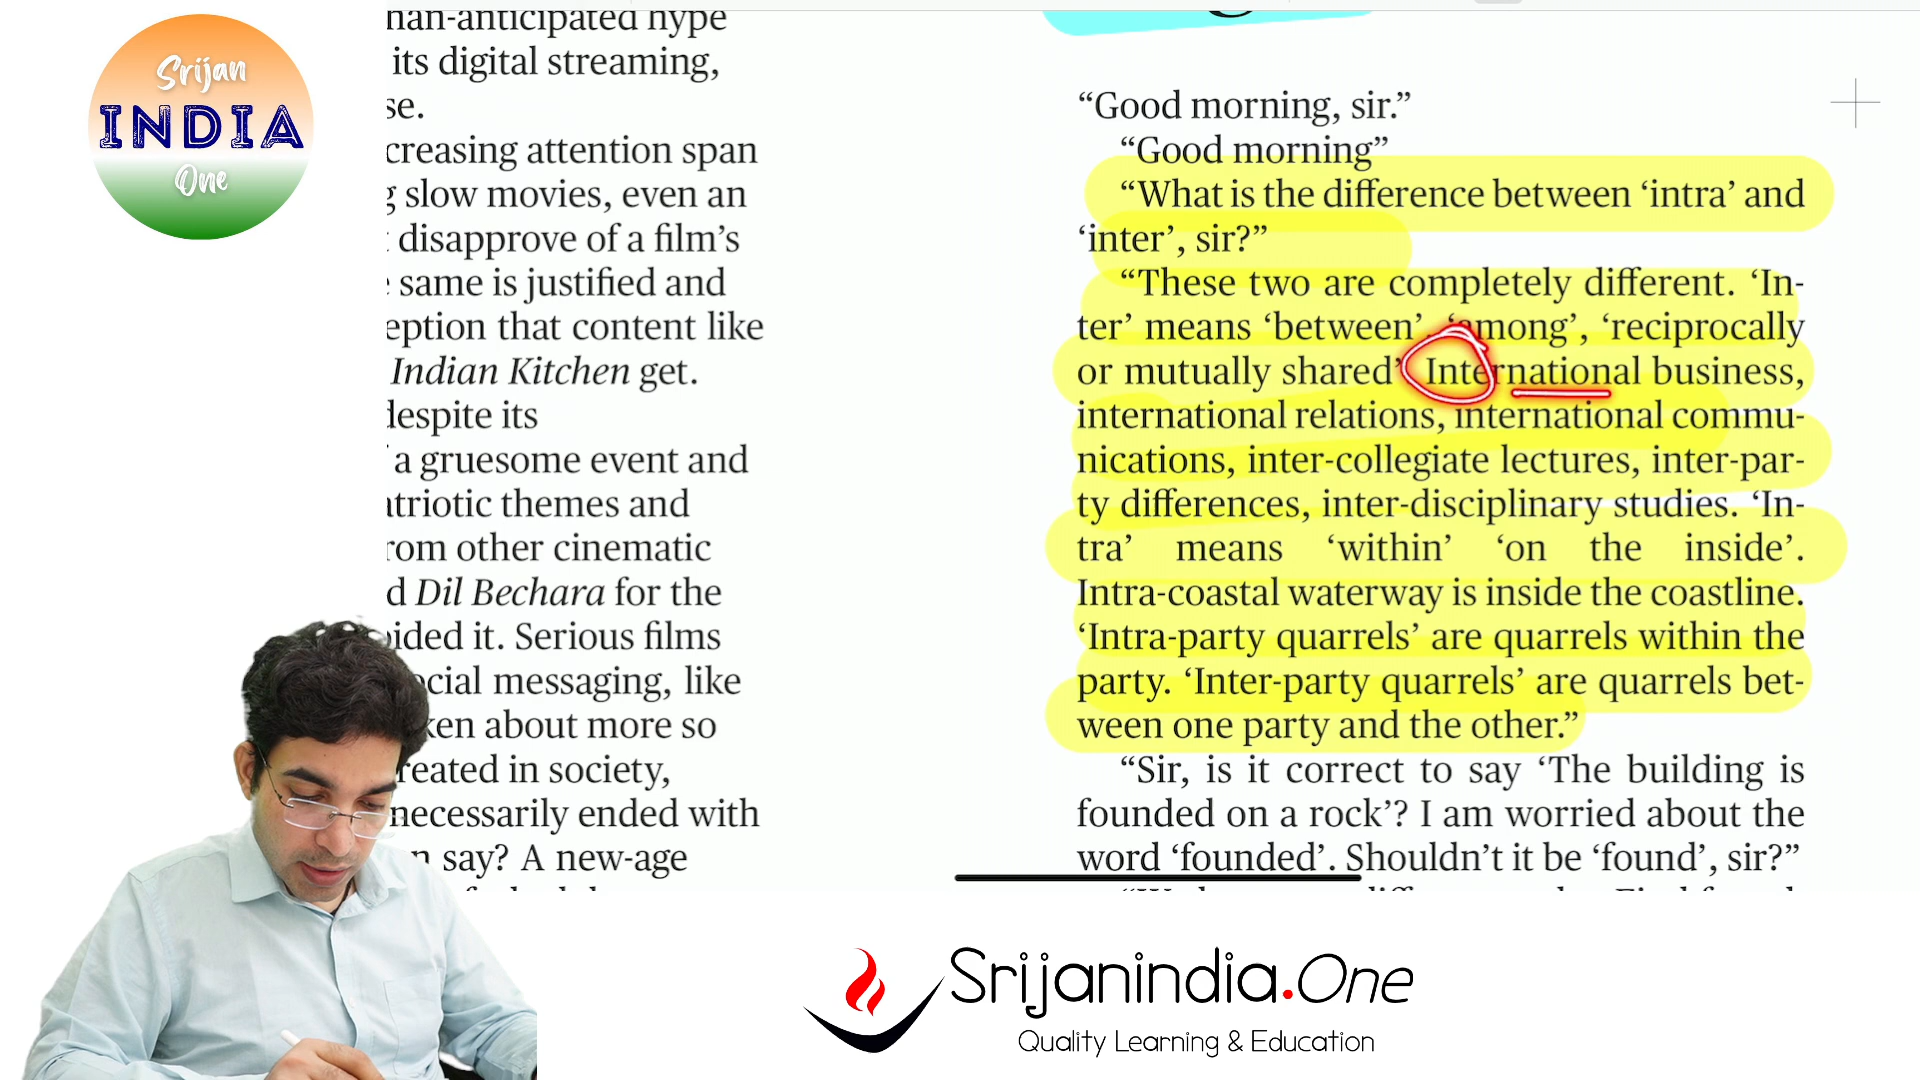 Srijan
INDIA
One
han-anticipated hype
its digital streaming,
se.
creasing attention span
g slow movies, even an
disapprove of a film’s
same is justified and
eption that content like
Indian Kitchen get.
despite its
a gruesome event and
atriotic themes and
rom other cinematic
d Dil Bechara for the
ided it. Serious films
ocial messaging, like
ken about more so
reated in society,
necessarily ended with
n say? A new-age
“Good morning, sir.”
“Good morning”
“What is the difference between ‘intra’ and
‘inter’, sir?”
“These two are completely different. ‘In-
ter’ means ‘between’, ‘among’, ‘reciprocally
or mutually shared’ International business,
international relations, international commu-
nications, inter-collegiate lectures, inter-par-
ty differences, inter-disciplinary studies. ‘In-
tra’ means ‘within’ ‘on the inside’.
Intra-coastal waterway is inside the coastline.
‘Intra-party quarrels’ are quarrels within the
party. ‘Inter-party quarrels’ are quarrels bet-
ween one party and the other.”
“Sir, is it correct to say ‘The building is
founded on a rock’? I am worried about the
word ‘founded’. Shouldn’t it be ‘found’, sir?”
Srijanindia.One
Quality Learning & Education